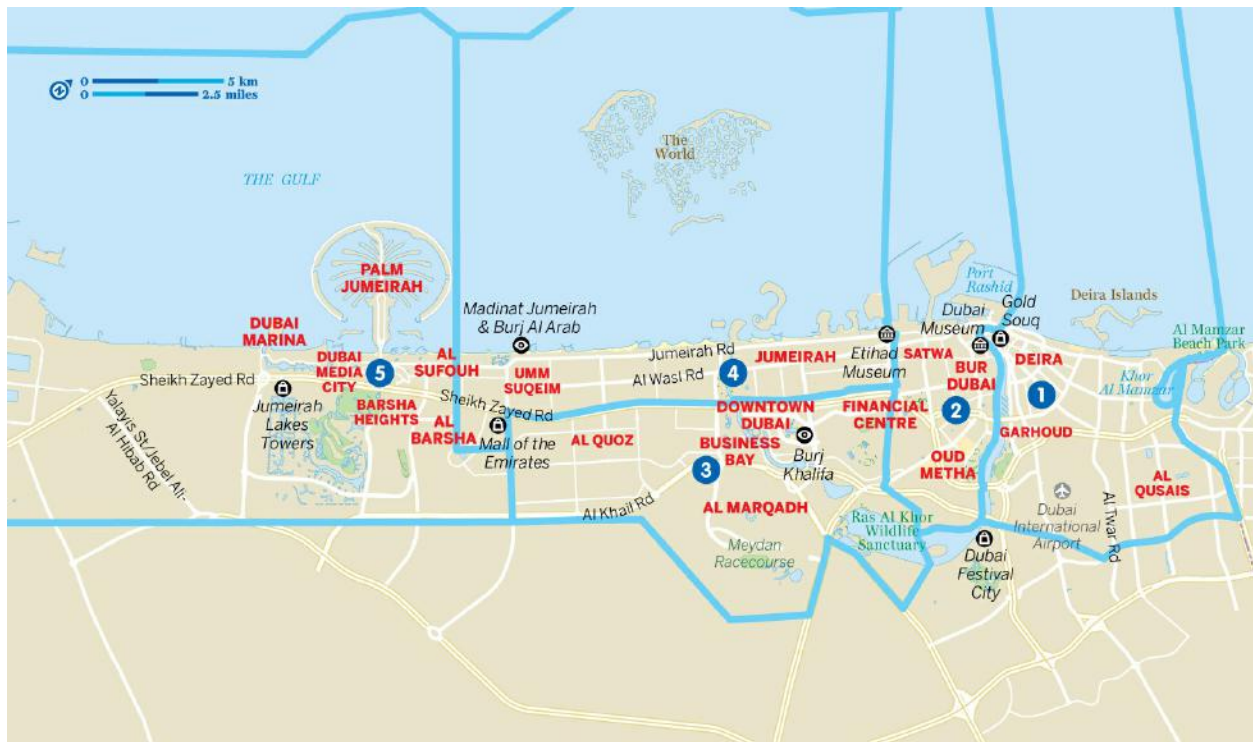 0 5 km
0 2.5 miles
The
World
THE GULF
PALM
JUMEIRAH
Port
Rashid
Deira Islands
Madinat Jumeirah
& Burj Al Arab
Dubai
Museum
Gold
Souq
DUBAI
MARINA
Al Mamzar
Beach Park
Jumeirah Rd
JUMEIRAH
Etihad
Museum
SATWA
DEIRA
DUBAI
MEDIA
CITY
5
AL
SUFOUH
UMM
SUQEIM
Al Wasl Rd
4
BUR
DUBAI
Khor
Al Mamzar
Sheikh Zayed Rd
1
Jumeirah
Lakes
Towers
BARSHA
HEIGHTS
Sheikh Zayed Rd
AL
BARSHA
Mall of the
Emirates
AL QUOZ
DOWNTOWN
DUBAI
FINANCIAL
CENTRE
2
GARHOUD
Yalayis St/Jebel Ali-
Al Hibab Rd
BUSINESS
BAY
Burj
Khalifa
3
OUD
METHA
AL
QUSAIS
Al Khail Rd
AL MARQADH
Ras Al Khor
Wildlife
Sanctuary
Dubai
International
Airport
Al Twar Rd
Meydan
Racecourse
Dubai
Festival
City